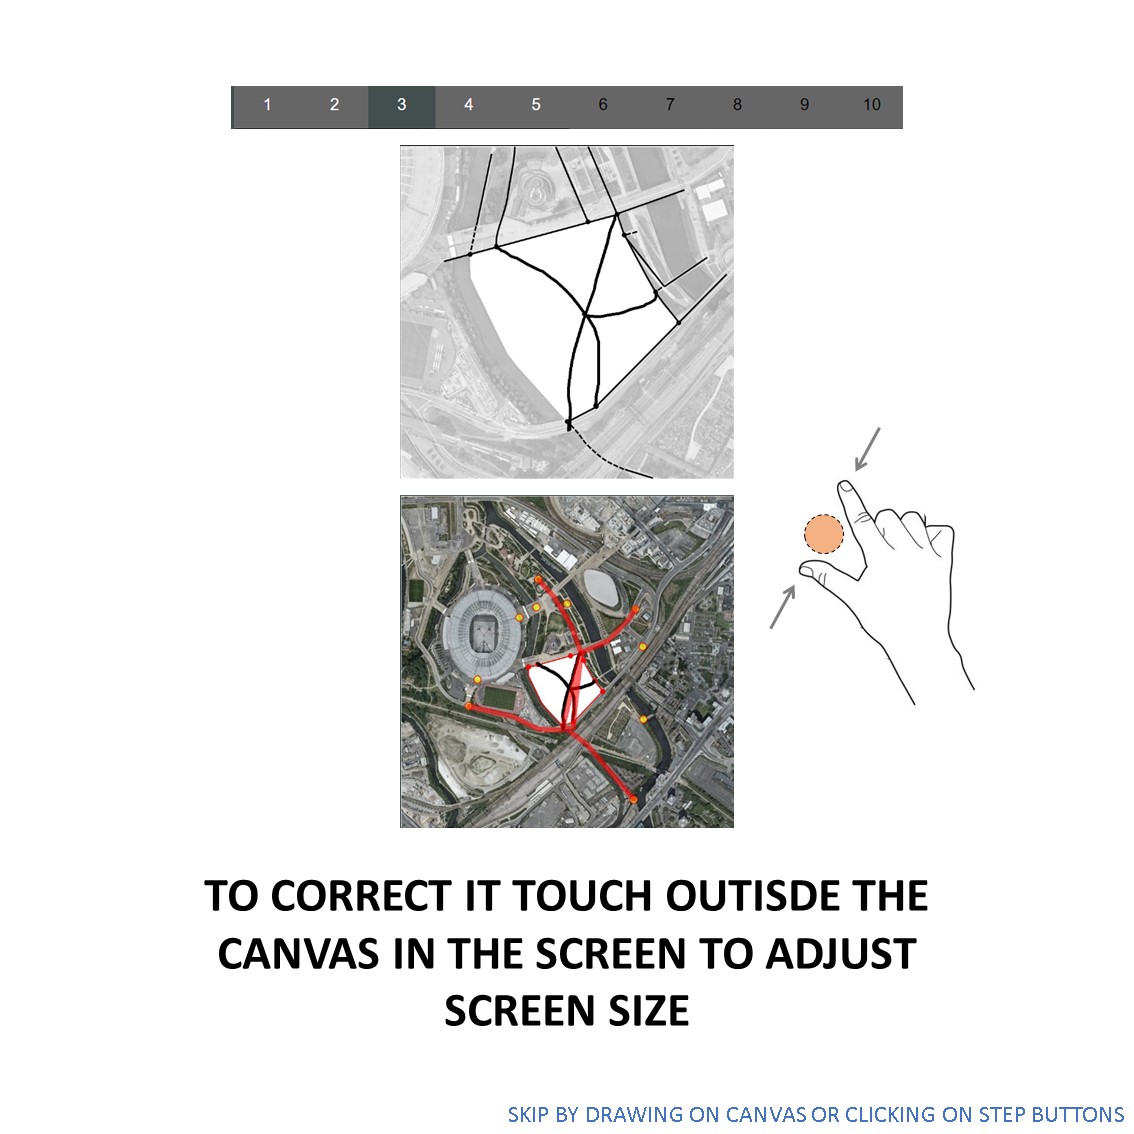 1 2 3 4 5 6 7 8 9 10
TO CORRECT IT TOUCH OUTISDE THE
CANVAS IN THE SCREEN TO ADJUST
SCREEN SIZE
SKIP BY DRAWING ON CANVAS OR CLICKING ON STEP BUTTONS